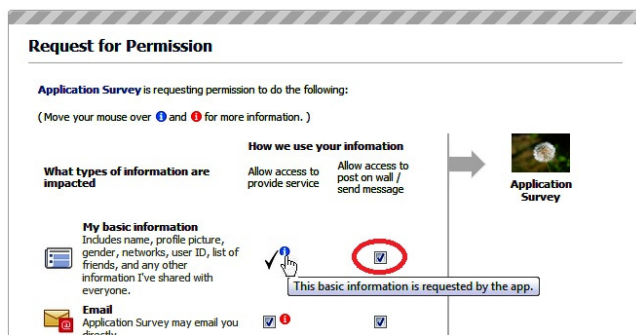 Request for Permission
Application Survey is requesting permission to do the following:
( Move your mouse over i and i for more information. )
How we use your infomation
What types of information are
impacted
Allow access to
provide service
Allow access to
post on wall /
send message
Application
Survey
My basic information
Includes name, profile picture,
gender, networks, user ID, list of
friends, and any other
information I've shared with
everyone.
This basic information is requested by the app.
Email
Application Survey may email you
directly